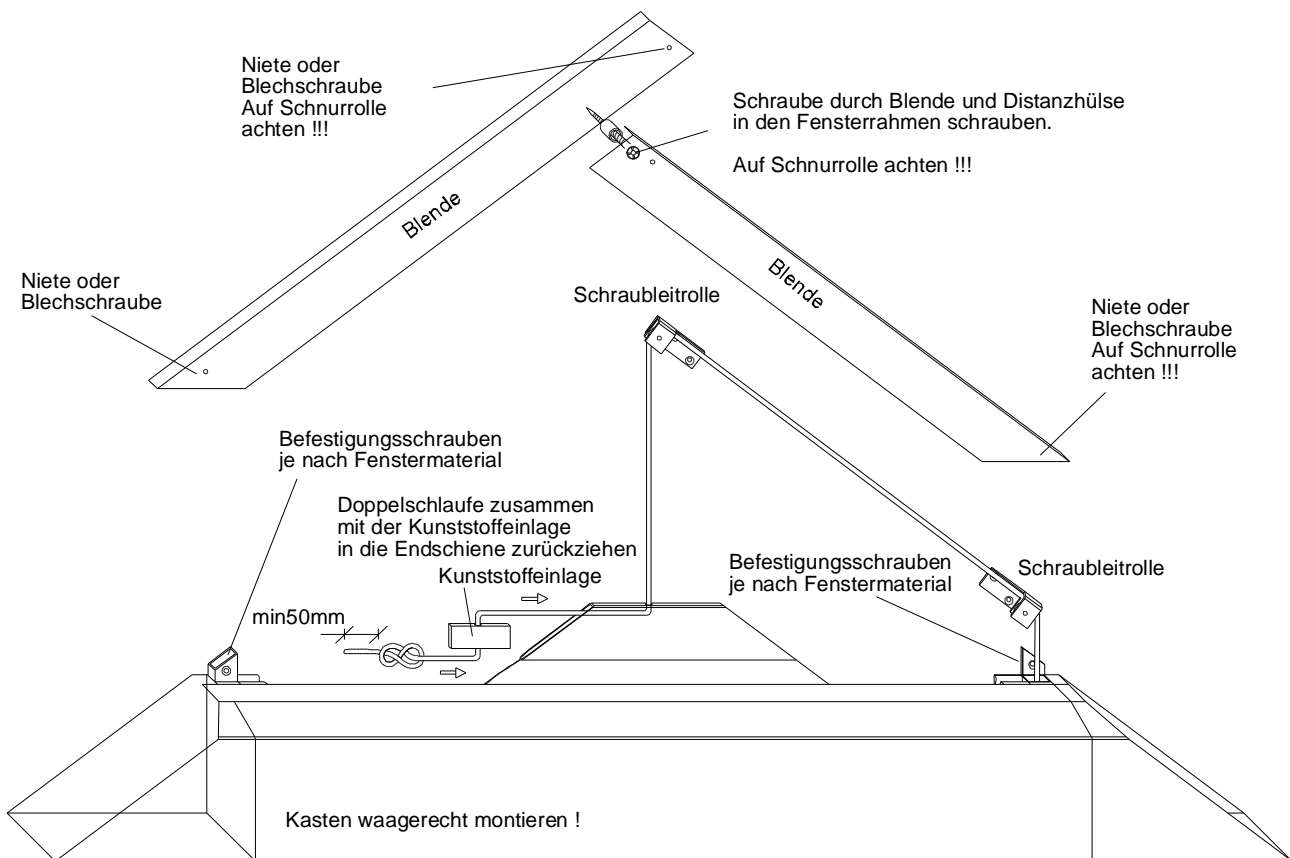 Niete oder
Blechschraube
Auf Schnurrolle
achten !!!
Schraube durch Blende und Distanzhülse
in den Fensterrahmen schrauben.
Auf Schnurrolle achten !!!
Blende
Blende
Niete oder
Blechschraube
Schraubleitrolle
Niete oder
Blechschraube
Auf Schnurrolle
achten !!!
Befestigungsschrauben
je nach Fenstermaterial
Doppelschlaufe zusammen
mit der Kunststoffeinlage
in die Endschiene zurückziehen
Kunststoffeinlage
Befestigungsschrauben
je nach Fenstermaterial
Schraubleitrolle
min50mm
Kasten waagerecht montieren !